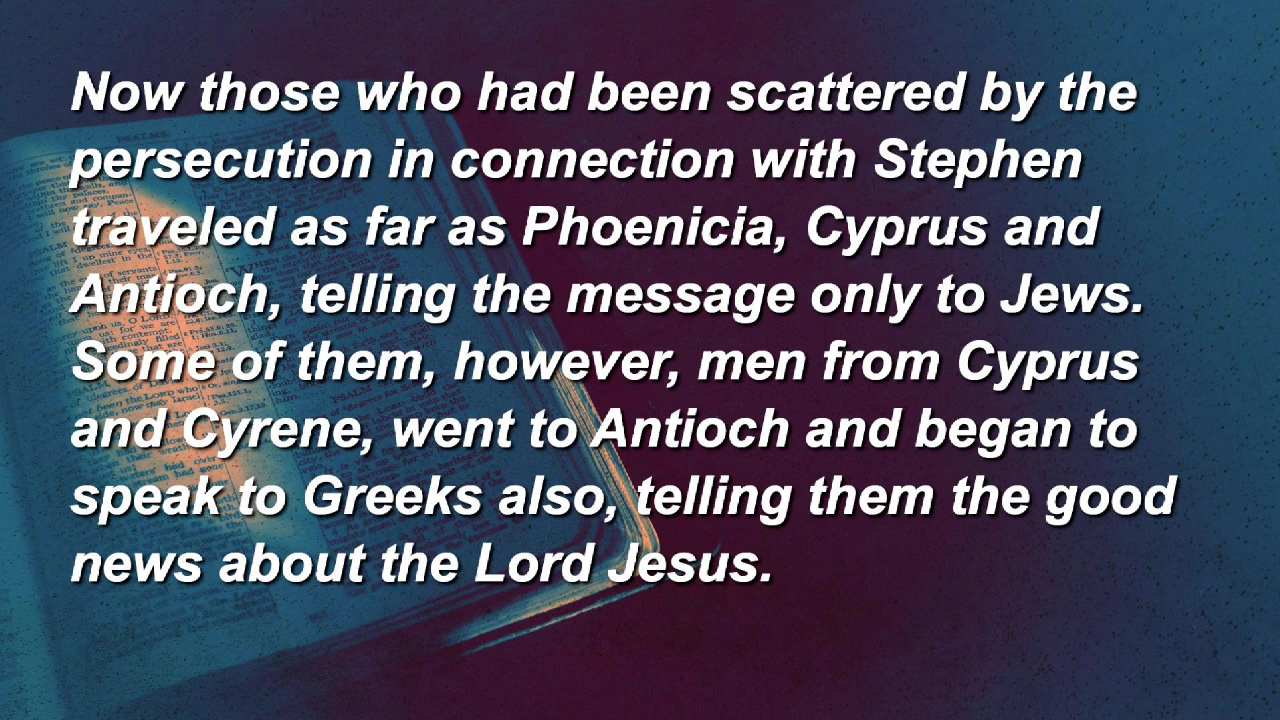 Now those who had been scattered by the
persecution in connection with Stephen
traveled as far as Phoenicia, Cyprus and
Antioch, telling the message only to Jews.
Some of them, however, men from Cyprus
and Cyrene, went to Antioch and began to
speak to Greeks also, telling them the good
news about the Lord Jesus.